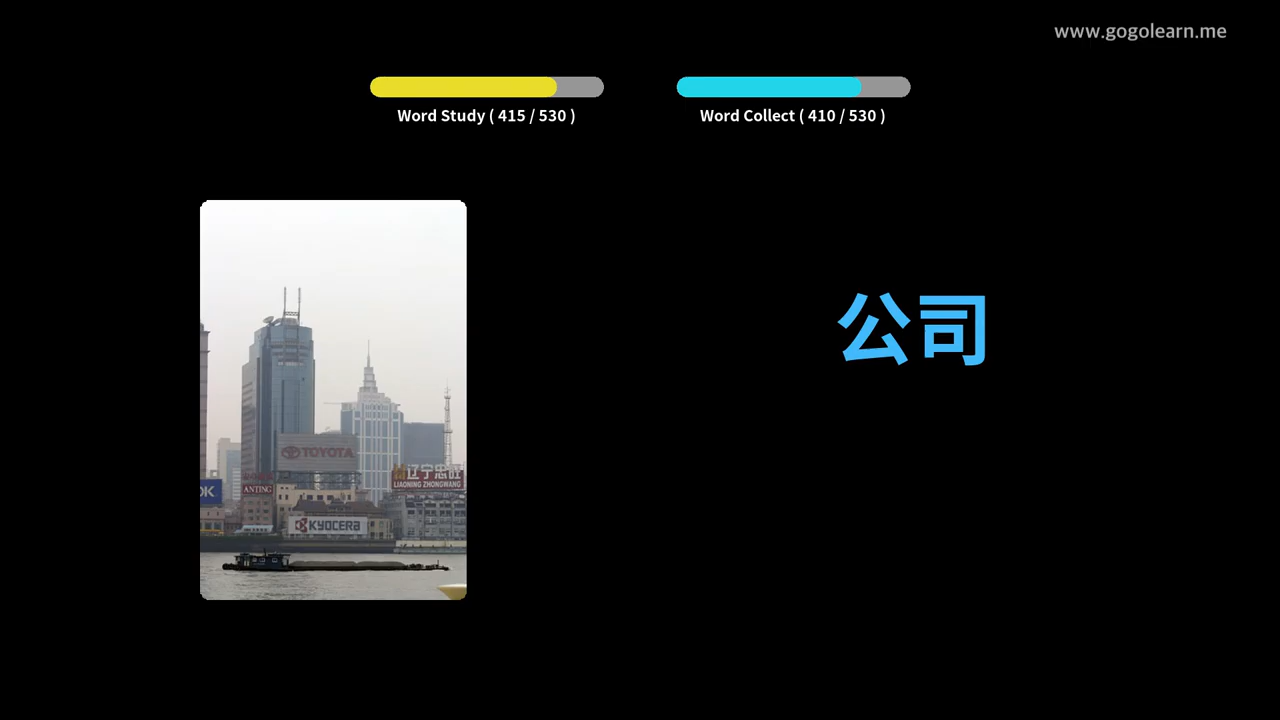 www.gogolearn.me
Word Study ( 415 / 530 )
Word Collect ( 410 / 530 )
公司
TOYOTA
辽宁忠旺
LIAONING ZHONGWANG
OK
ANTING
KYOCERA